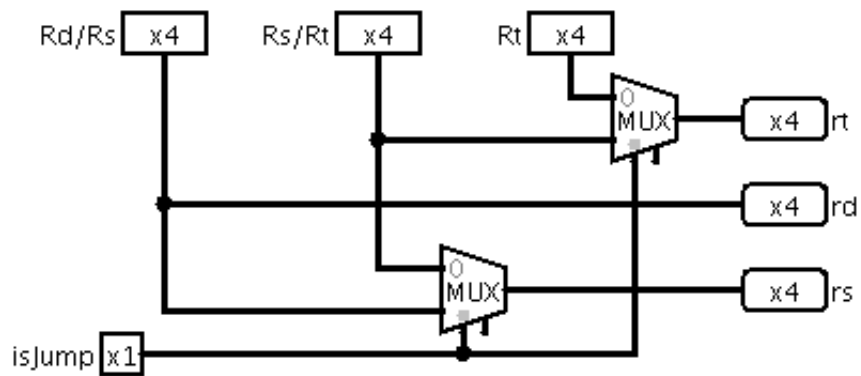 Rd/Rs x4 Rs/Rt x4 Rt x4
0
MUX x4 rt
x4 rd
0
MUX x4 rs
isJump x1